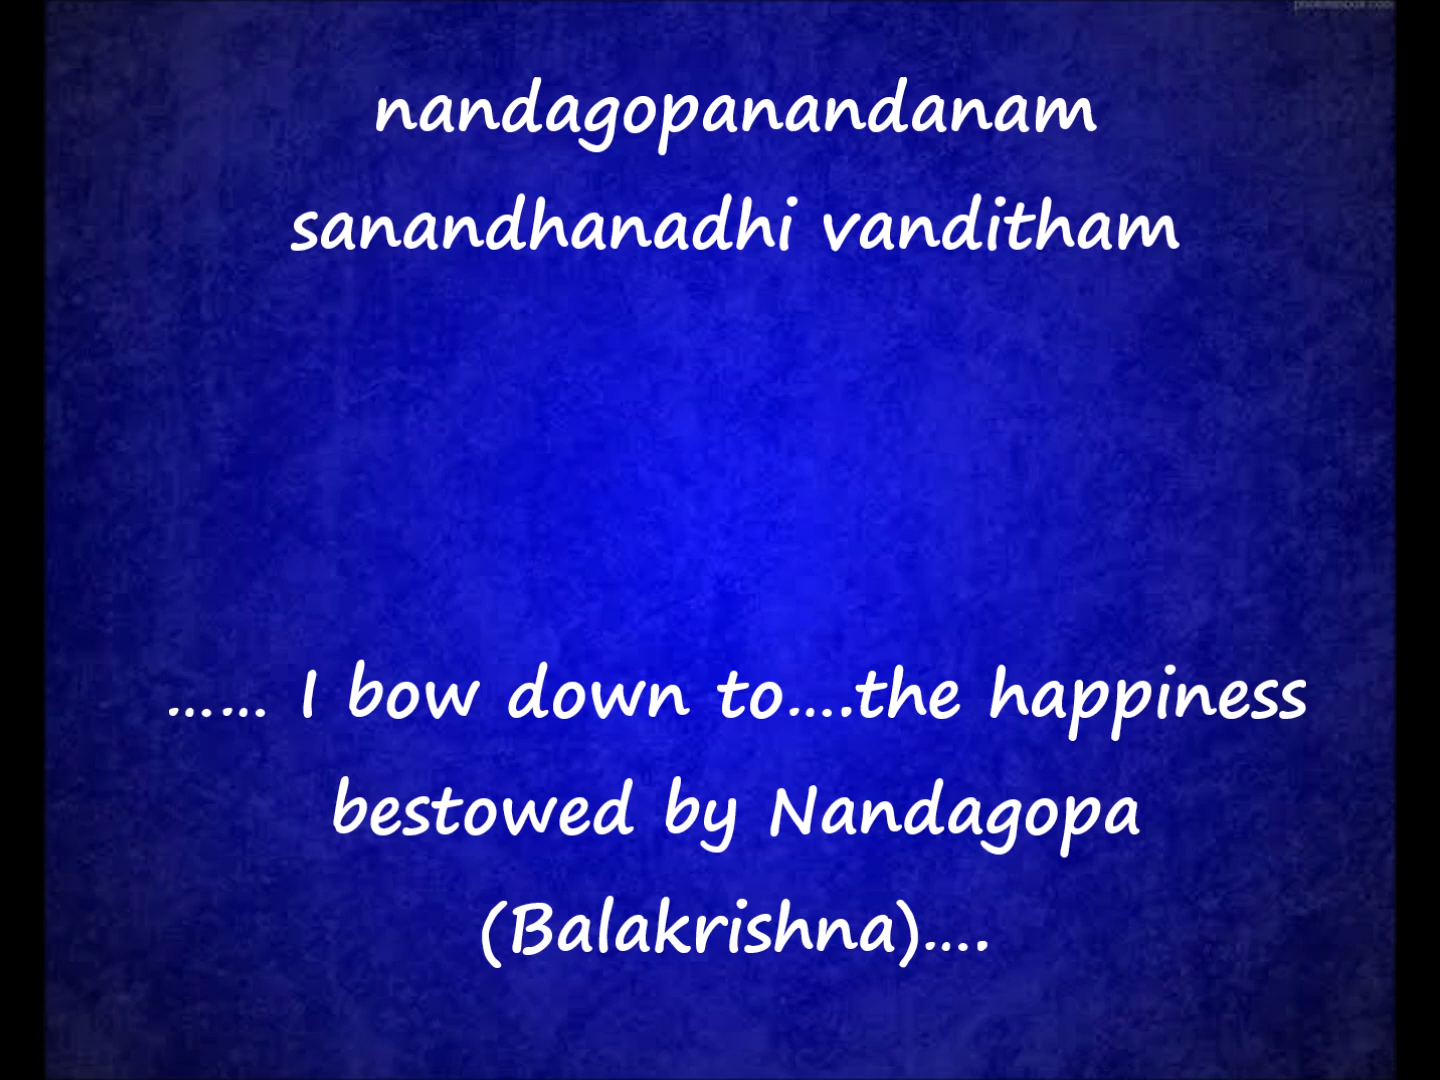 nandagopanandanam
sanandhanadhi vanditham
...... I bow down to....the happiness
bestowed by Nandagopa
(Balakrishna)....